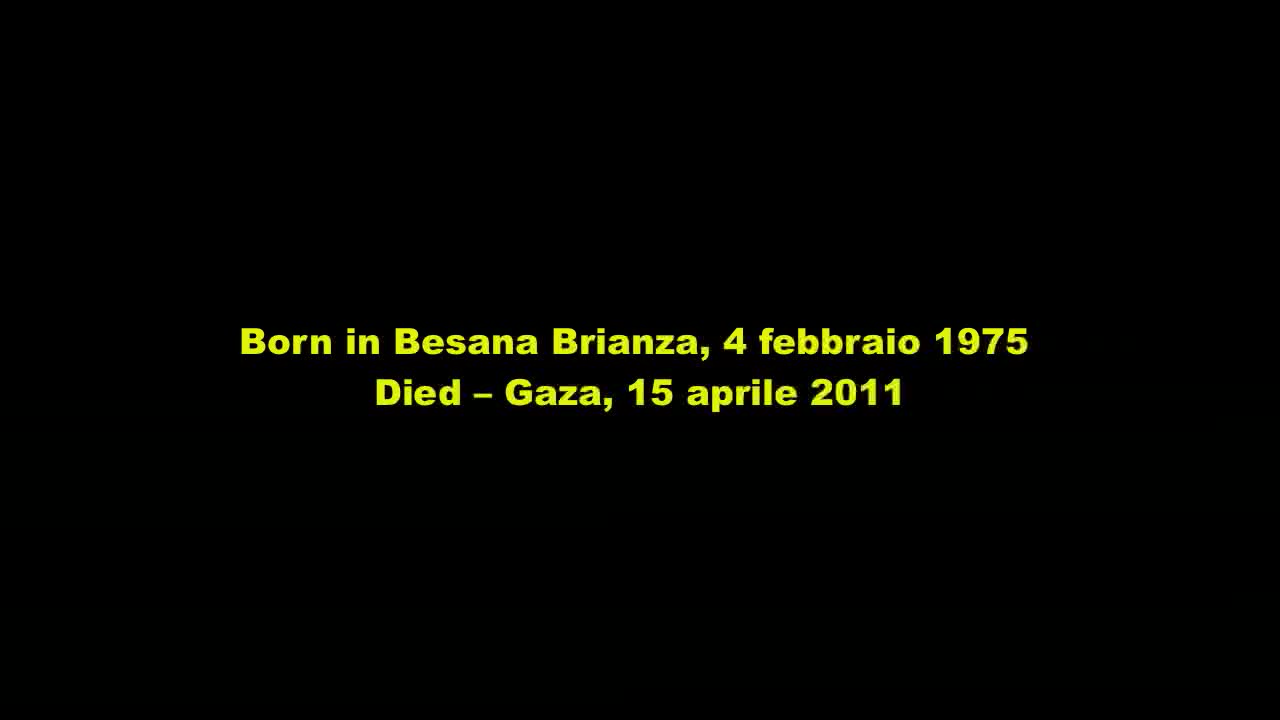 Born in Besana Brianza, 4 febbraio 1975
Died – Gaza, 15 aprile 2011